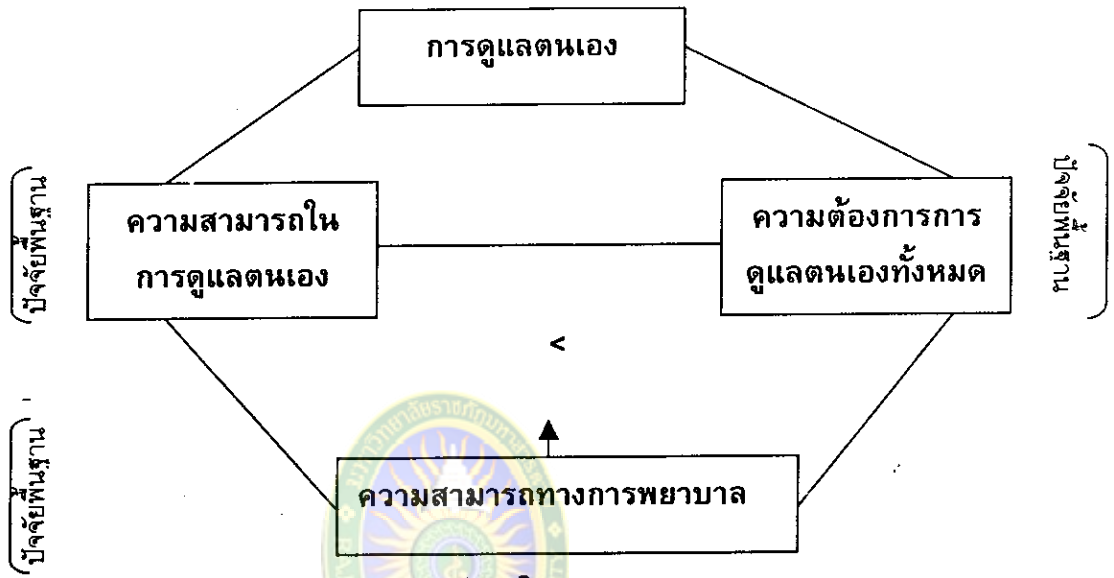 การดูแลตนเอง
ปัจจัยพื้นฐาน
ความสามารถใน
การดูแลตนเอง
ความต้องการการ
ดูแลตนเองทั้งหมด
ปัจจัยพื้นฐาน
<
ปัจจัยพื้นฐาน
ความสามารถทางการพยาบาล